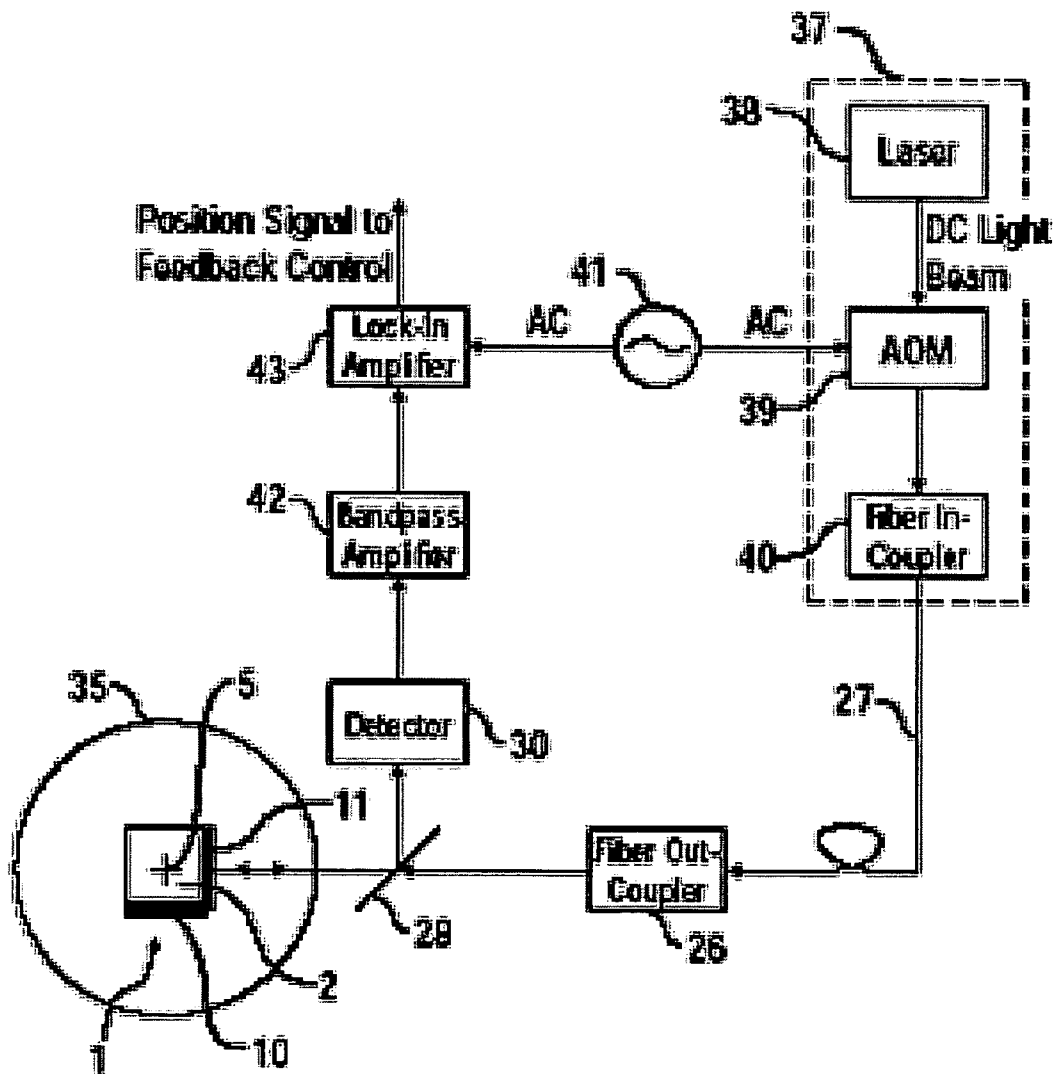 37
38
Laser
Position Signal to
Feedback Control
DC Light
Beam
41
AC
AC
Lock-In
Amplifier
43
AOM
39
42
Bandpass
Amplifier
Fiber In-
Coupler
40
35
5
Detector
30
27
11
Fiber Out-
Coupler
28
26
2
1
10